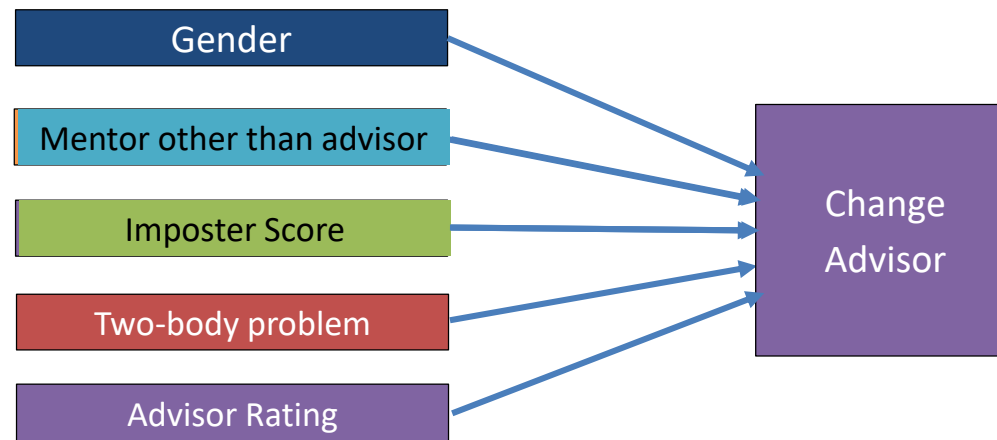 Gender
Mentor other than advisor
Imposter Score
Two-body problem
Advisor Rating
Change
Advisor